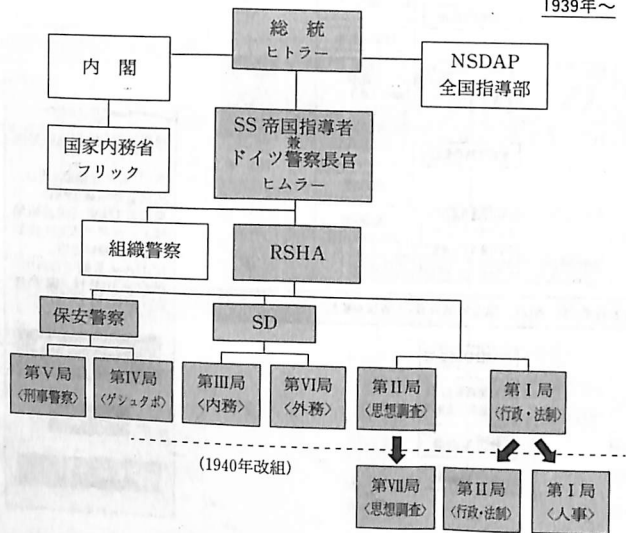 1939年～
総統
ヒトラー
内閣
NSDAP
全国指導部
国家内務省
フリック
SS 帝国指導者
兼
ドイツ警察長官
ヒムラー
組織警察
RSHA
保安警察
SD
第Ⅴ局
〈刑事警察〉
第Ⅳ局
〈ゲシュタポ〉
第Ⅲ局
〈内務〉
第Ⅵ局
〈外務〉
第Ⅱ局
〈思想調査〉
第Ⅰ局
〈行政・法制〉
(1940年改組)
第Ⅶ局
〈思想調査〉
第Ⅱ局
〈行政・法制〉
第Ⅰ局
〈人事〉